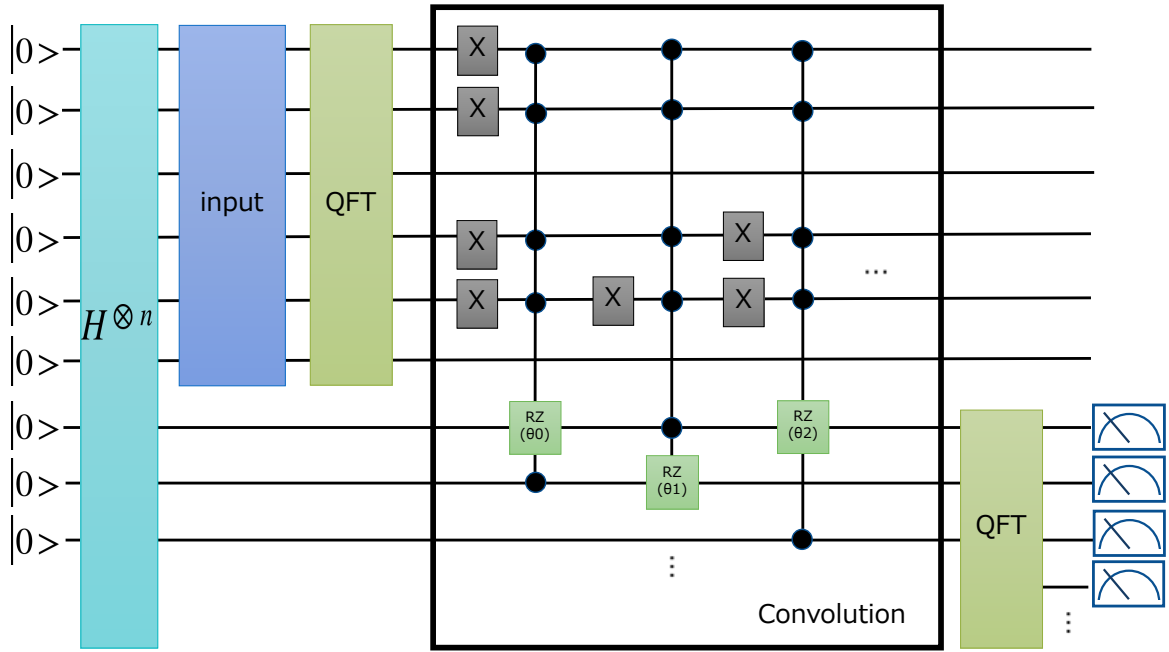 |0>
|0>
|0>
|0>
|0>
|0>
|0>
|0>
|0>
H⊗n
input
QFT
X
X
X
X
X
X
X
...
RZ
(θ0)
RZ
(θ1)
RZ
(θ2)
...
Convolution
QFT
...